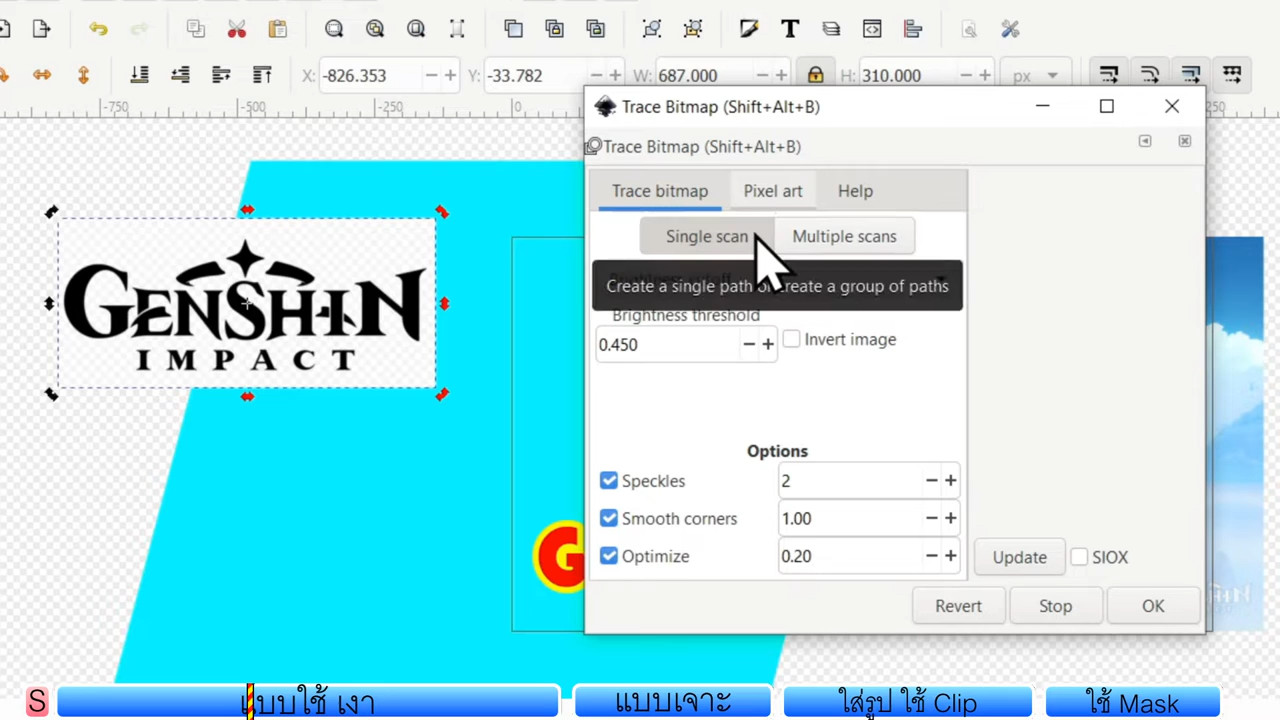 X: -826.353 Y: -33.782 W: 687.000 H: 310.000 px
-750 -500 -250 0 250
Trace Bitmap (Shift+Alt+B)
Trace Bitmap (Shift+Alt+B)
Trace bitmap Pixel art Help
Single scan Multiple scans
Create a single path create a group of paths
Brightness threshold
0.450 Invert image
GENSHIN
IMPACT
Options
Speckles 2
Smooth corners 1.00
Optimize 0.20
Update SIOX
G
Revert Stop OK
S แบบใช้ เงา แบบเจาะ ใส่รูป ใช้ Clip ใช้ Mask